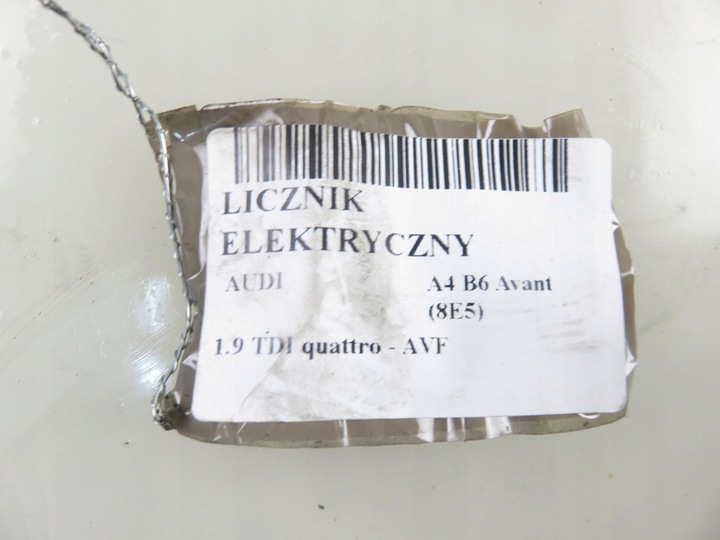 LICZNIK
ELEKTRYCZNY
AUDI A4 B6 Avant
(8E5)
1.9 TDI quattro - AVF